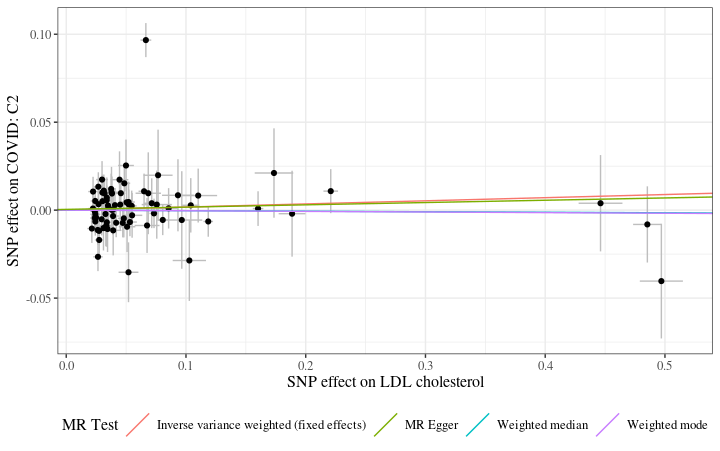 0.10
0.05
0.00
-0.05
SNP effect on COVID: C2
0.0 0.1 0.2 0.3 0.4 0.5
SNP effect on LDL cholesterol
MR Test Inverse variance weighted (fixed effects) MR Egger Weighted median Weighted mode